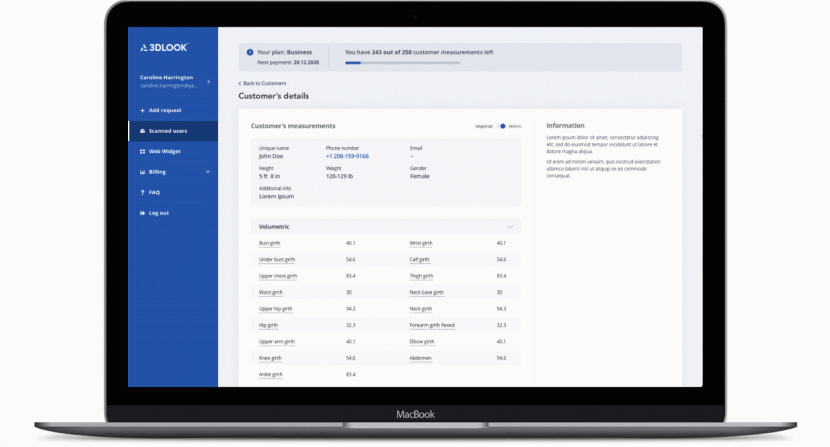 3DLOOK
Your plan: Business
You have 243 out of 250 customer measurements left
Next payment: 20.12.2020
Caroline Harrington
caroline.harrington@ya...
< Back to Customers
Customer's details
+ Add request
Scanned users
Web Widget
Billing
? FAQ
Log out
Customer's measurements
Imperial Metric
Information
Lorem ipsum dolor sit amet, consectetur adipiscing
elit, sed do eiusmod tempor incididunt ut labore et
dolore magna aliqua.
Ut enim ad minim veniam, quis nostrud exercitation
ullamco laboris nisi ut aliquip ex ea commodo
consequat.
Unique name Phone number Email
John Doe +1 208-159-9166 –
Height Weight Gender
5 ft 8 in 120-129 lb Female
Additional info
Lorem ipsum
Volumetric
Bust girth 40.1 Wrist girth 40.1
Under bust girth 54.6 Calf girth 54.6
Upper chest girth 83.4 Thigh girth 83.4
Waist girth 30 Neck base girth 30
Upper hip girth 94.3 Neck girth 94.3
Hip girth 32.3 Forearm girth flexed 32.3
Upper-arm girth 40.1 Elbow girth 40.1
Knee girth 54.6 Abdomen 54.6
Ankle girth 83.4
MacBook